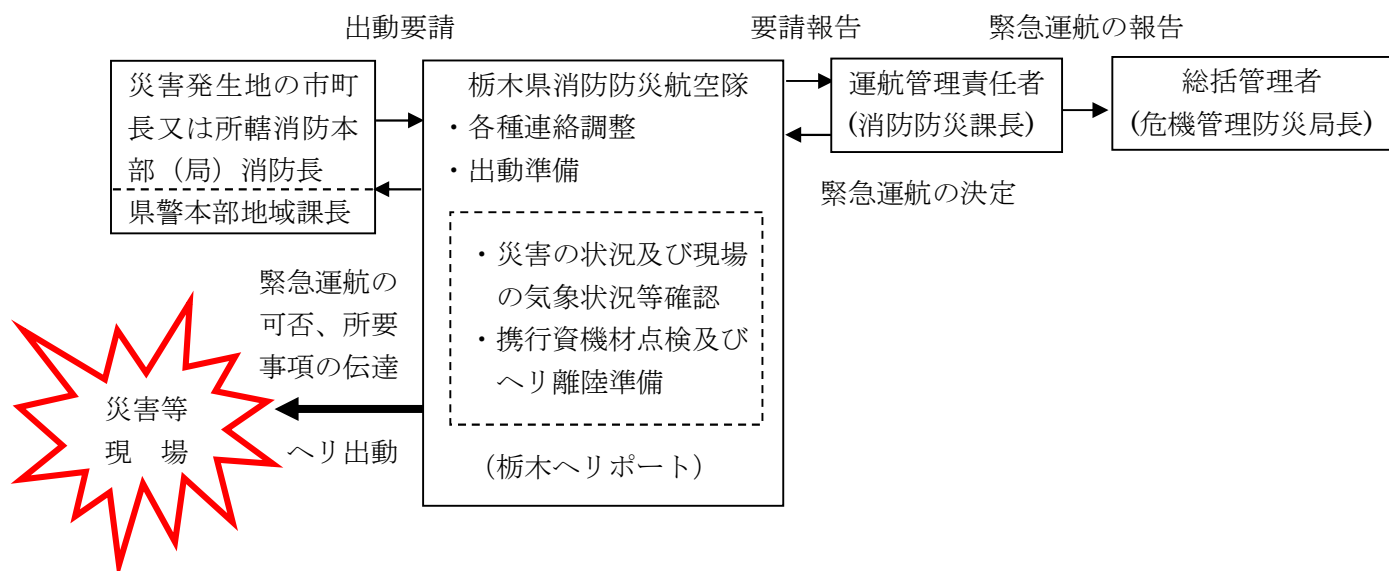 出動要請
要請報告
緊急運航の報告
災害発生地の市町
長又は所轄消防本
部（局）消防長
県警本部地域課長
栃木県消防防災航空隊
・各種連絡調整
・出動準備
・災害の状況及び現場
の気象状況等確認
・携行資機材点検及び
ヘリ離陸準備
（栃木ヘリポート）
運航管理責任者
(消防防災課長)
総括管理者
(危機管理防災局長)
緊急運航の決定
緊急運航の
可否、所要
事項の伝達
ヘリ出動
災害等
現　場